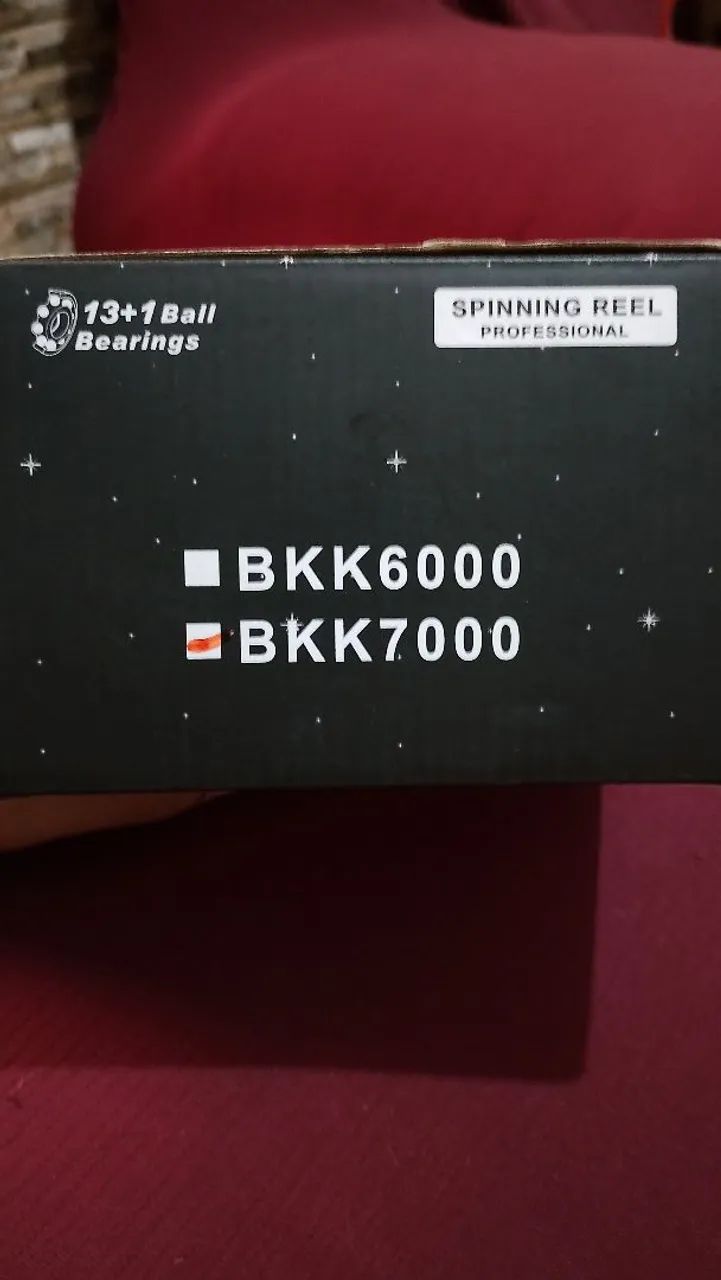 13+1 Ball
Bearings
SPINNING REEL
PROFESSIONAL
BKK6000
BKK7000